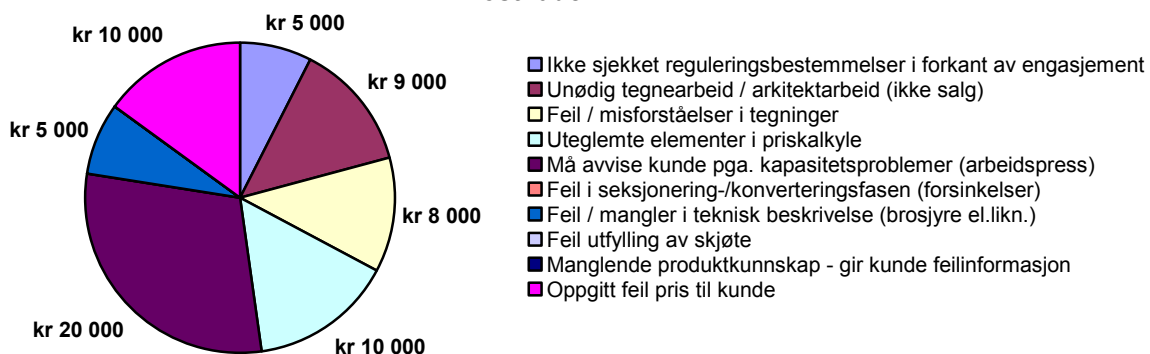 kr 5 000
kr 9 000
kr 8 000
kr 10 000
kr 20 000
kr 5 000
kr 10 000
Ikke sjekket reguleringsbestemmelser i forkant av engasjement
Unødig tegnearbeid / arkitektarbeid (ikke salg)
Feil / misforståelser i tegninger
Uteglemte elementer i priskalkyle
Må avvise kunde pga. kapasitetsproblemer (arbeidspress)
Feil i seksjonering-/konverteringsfasen (forsinkelser)
Feil / mangler i teknisk beskrivelse (brosjyre el.likn.)
Feil utfylling av skjøte
Manglende produktkunnskap - gir kunde feilinformasjon
Oppgitt feil pris til kunde